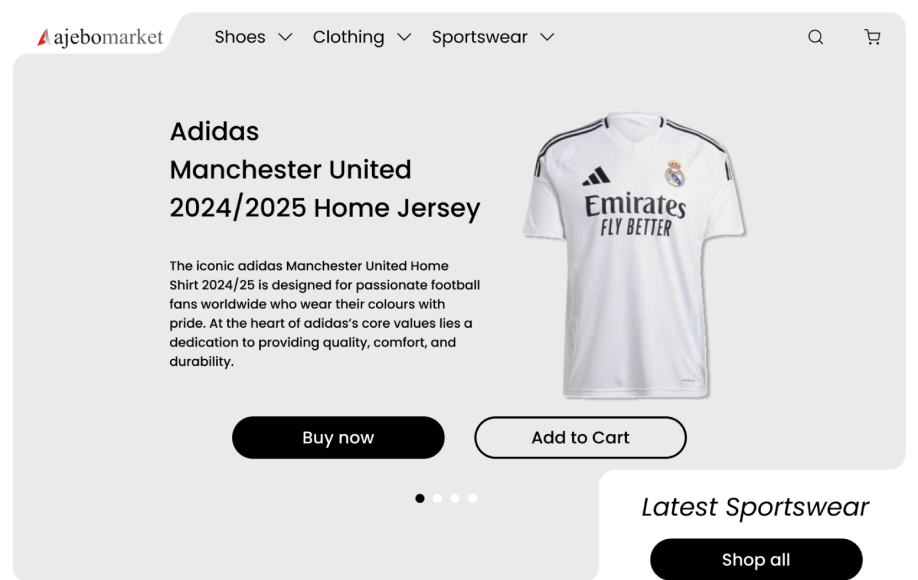 ajebomarket
Shoes Clothing Sportswear
Adidas
Manchester United
2024/2025 Home Jersey
Emirates
FLY BETTER
The iconic adidas Manchester United Home
Shirt 2024/25 is designed for passionate football
fans worldwide who wear their colours with
pride. At the heart of adidas’s core values lies a
dedication to providing quality, comfort, and
durability.
Buy now
Add to Cart
Latest Sportswear
Shop all